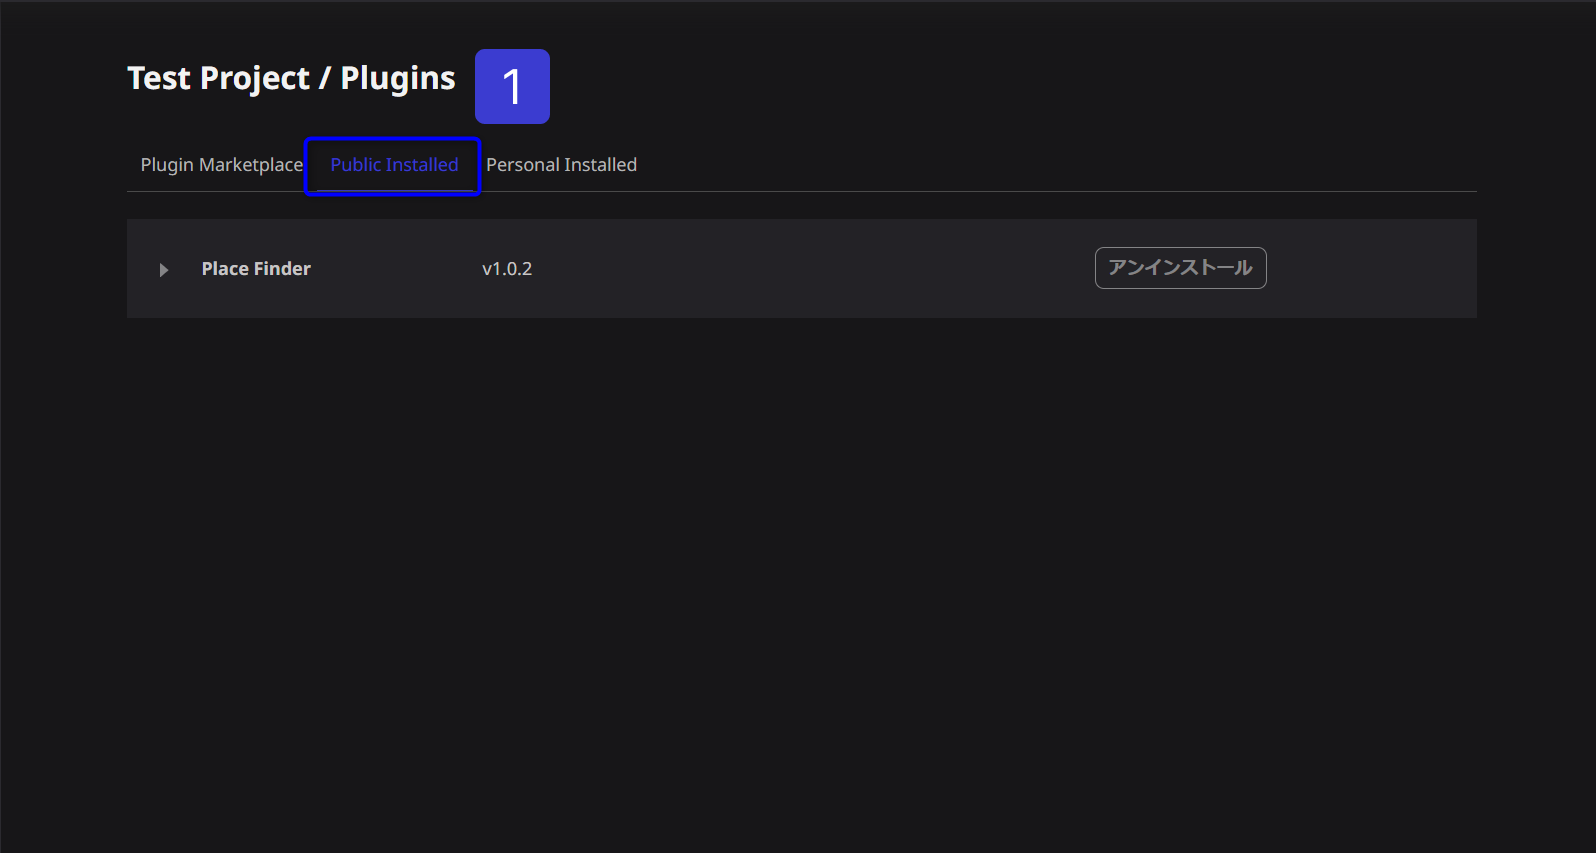 Test Project / Plugins
1
Plugin Marketplace Public Installed Personal Installed
Place Finder v1.0.2 アンインストール